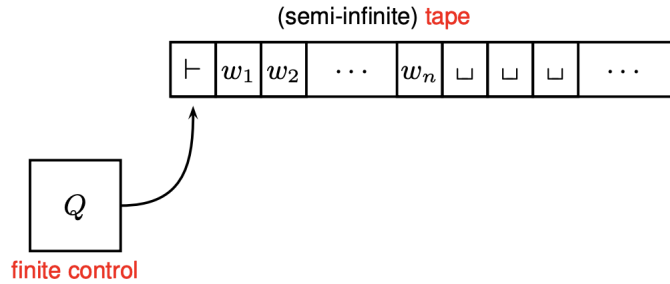 (semi-infinite) tape
⊢ w₁ w₂ ⋯ wₙ ⊔ ⊔ ⊔ ⋯
Q
finite control